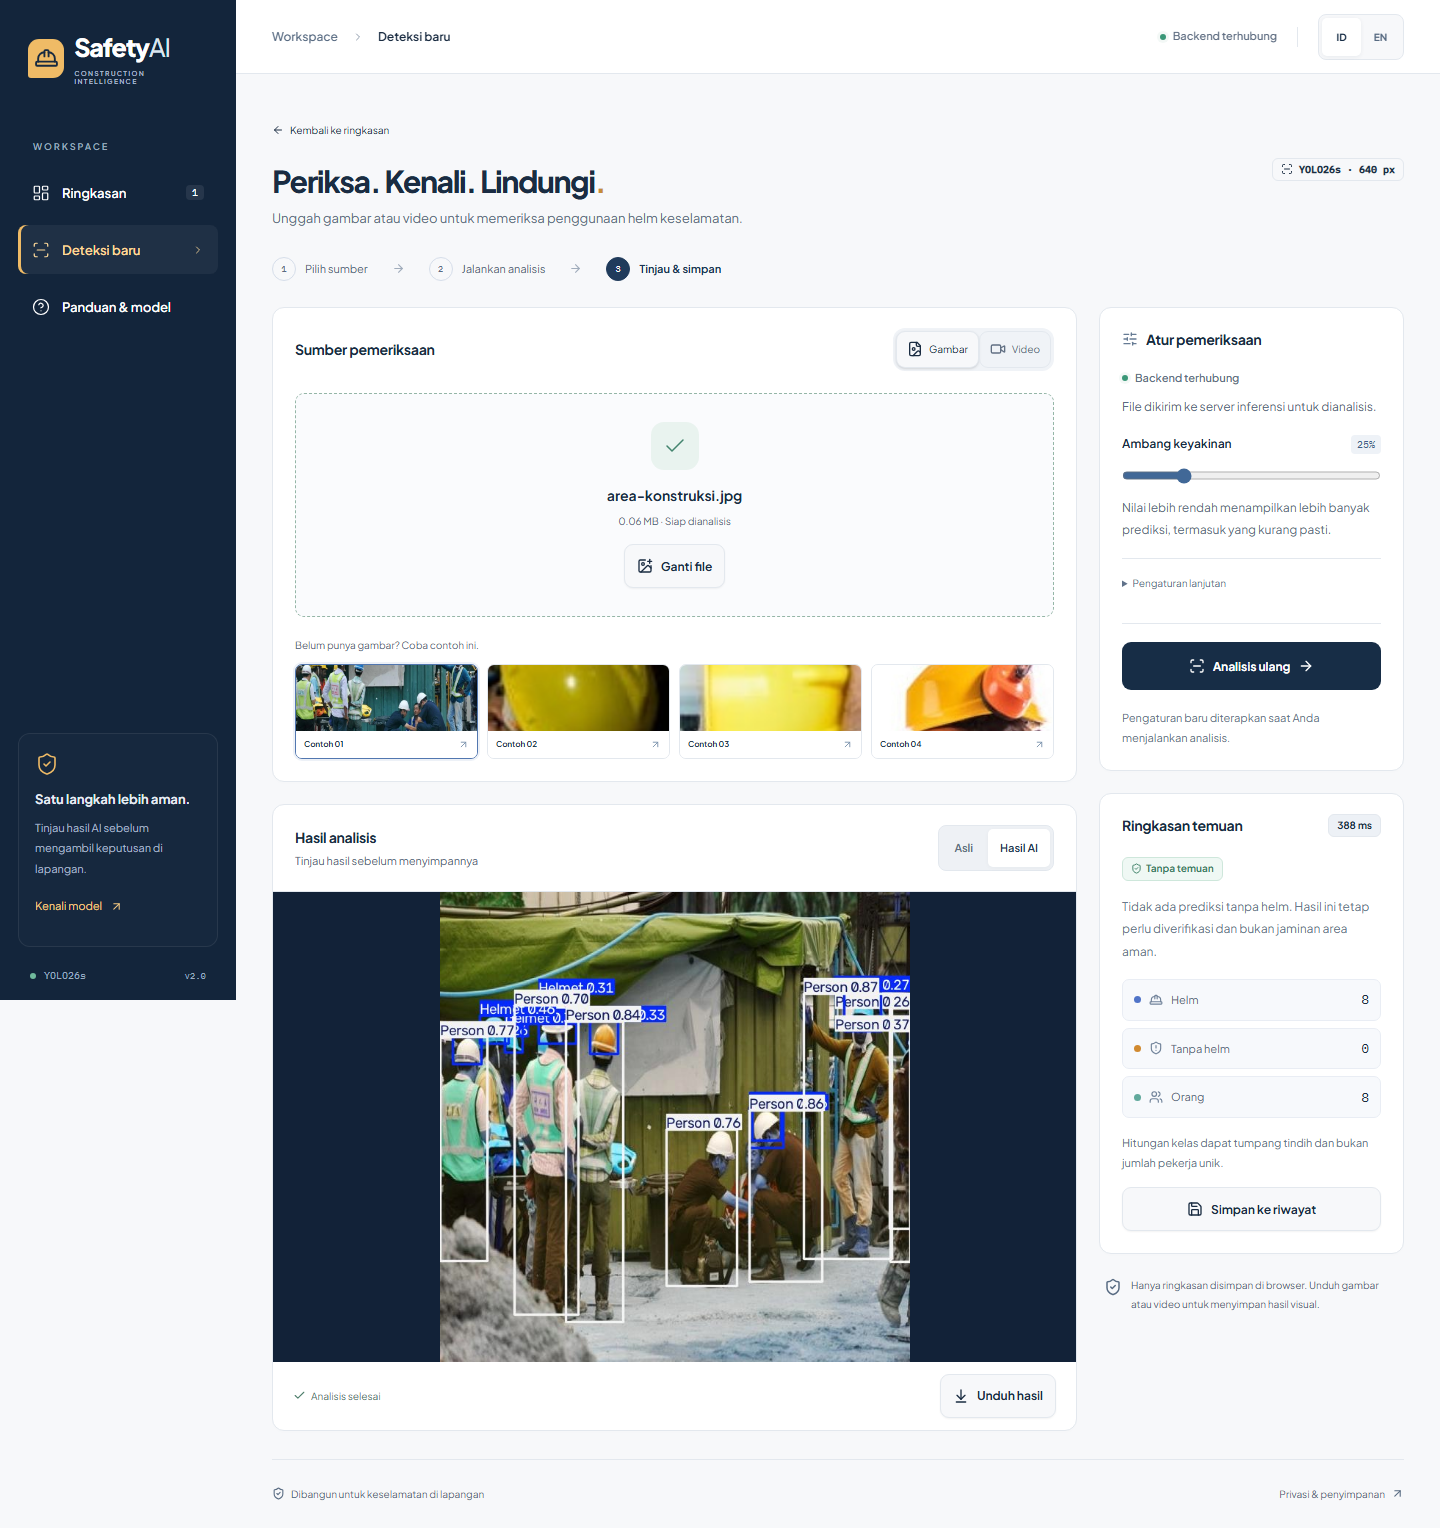 SafetyAI
CONSTRUCTION
INTELLIGENCE
WORKSPACE
Ringkasan
1
Deteksi baru
Panduan & model
Satu langkah lebih aman.
Tinjau hasil AI sebelum
mengambil keputusan di
lapangan.
Kenali model
YOLO26s
v2.0
Workspace
Deteksi baru
Backend terhubung
ID
EN
Kembali ke ringkasan
Periksa. Kenali. Lindungi.
YOLO26s · 640 px
Unggah gambar atau video untuk memeriksa penggunaan helm keselamatan.
1 Pilih sumber
2 Jalankan analisis
3 Tinjau & simpan
Sumber pemeriksaan
Gambar
Video
area-konstruksi.jpg
0.06 MB · Siap dianalisis
Ganti file
Belum punya gambar? Coba contoh ini.
Contoh 01
Contoh 02
Contoh 03
Contoh 04
Atur pemeriksaan
Backend terhubung
File dikirim ke server inferensi untuk dianalisis.
Ambang keyakinan
25%
Nilai lebih rendah menampilkan lebih banyak
prediksi, termasuk yang kurang pasti.
Pengaturan lanjutan
Analisis ulang
Pengaturan baru diterapkan saat Anda
menjalankan analisis.
Hasil analisis
Tinjau hasil sebelum menyimpannya
Asli
Hasil AI
Helmet 0.31
Person 0.70
Person 0.84
0.33
Person 0.77
Person 0.87
0.27
Person 0.86
Person 0.76
Analisis selesai
Unduh hasil
Ringkasan temuan
388 ms
Tanpa temuan
Tidak ada prediksi tanpa helm. Hasil ini tetap
perlu diverifikasi dan bukan jaminan area
aman.
Helm
8
Tanpa helm
0
Orang
8
Hitungan kelas dapat tumpang tindih dan bukan
jumlah pekerja unik.
Simpan ke riwayat
Hanya ringkasan disimpan di browser. Unduh gambar
atau video untuk menyimpan hasil visual.
Dibangun untuk keselamatan di lapangan
Privasi & penyimpanan